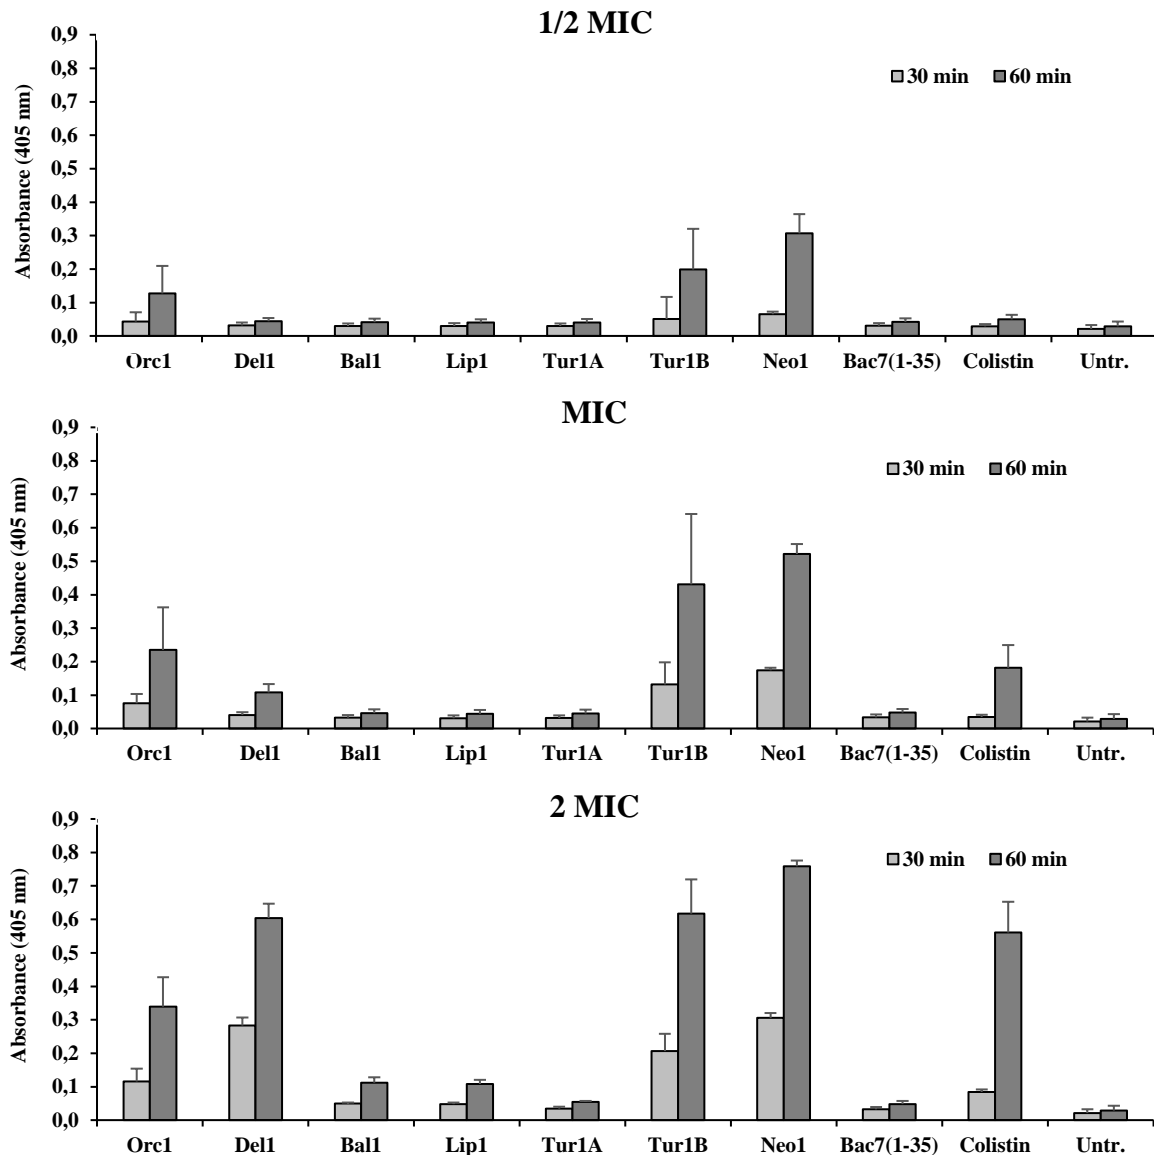 1/2 MIC
Absorbance (405 nm)
0,9
0,8
0,7
0,6
0,5
0,4
0,3
0,2
0,1
0,0
30 min 60 min
Orc1 Del1 Bal1 Lip1 Tur1A Tur1B Neo1 Bac7(1-35) Colistin Untr.
MIC
Absorbance (405 nm)
0,9
0,8
0,7
0,6
0,5
0,4
0,3
0,2
0,1
0,0
30 min 60 min
Orc1 Del1 Bal1 Lip1 Tur1A Tur1B Neo1 Bac7(1-35) Colistin Untr.
2 MIC
Absorbance (405 nm)
0,9
0,8
0,7
0,6
0,5
0,4
0,3
0,2
0,1
0,0
30 min 60 min
Orc1 Del1 Bal1 Lip1 Tur1A Tur1B Neo1 Bac7(1-35) Colistin Untr.